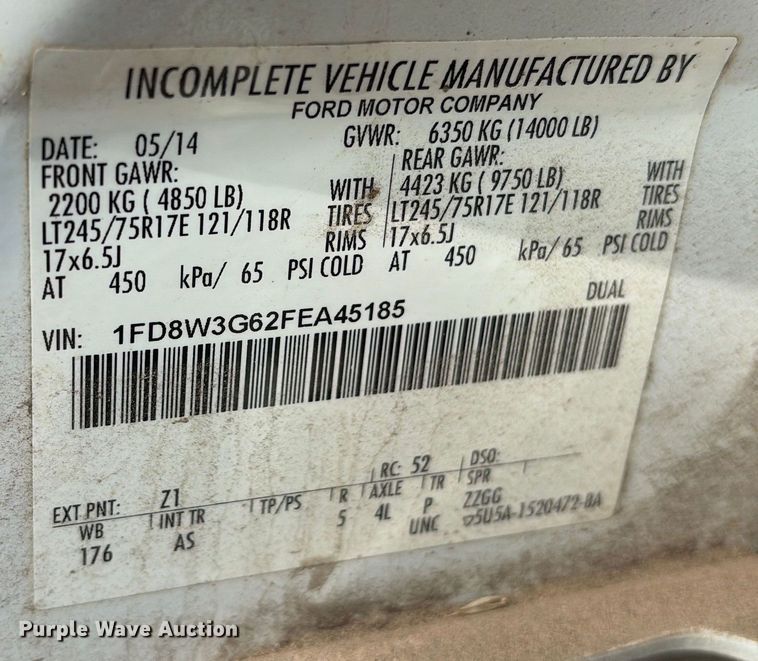 INCOMPLETE VEHICLE MANUFACTURED BY
FORD MOTOR COMPANY
DATE: 05/14 GVWR: 6350 KG (14000 LB)
FRONT GAWR: REAR GAWR:
2200 KG ( 4850 LB) WITH 4423 KG ( 9750 LB) WITH
LT245/75R17E 121/118R TIRES LT245/75R17E 121/118R TIRES
17x6.5J RIMS 17x6.5J RIMS
AT 450 kPa/ 65 PSI COLD AT 450 kPa/ 65 PSI COLD
DUAL
VIN: 1FD8W3G62FEA45185
EXT PNT: Z1 RC: 52 DSO:
WB INT TR TP/PS R AXLE TR SPR
176 AS 5 4L P ZZGG
UNC 5U5A-1520472-BA
Purple Wave Auction